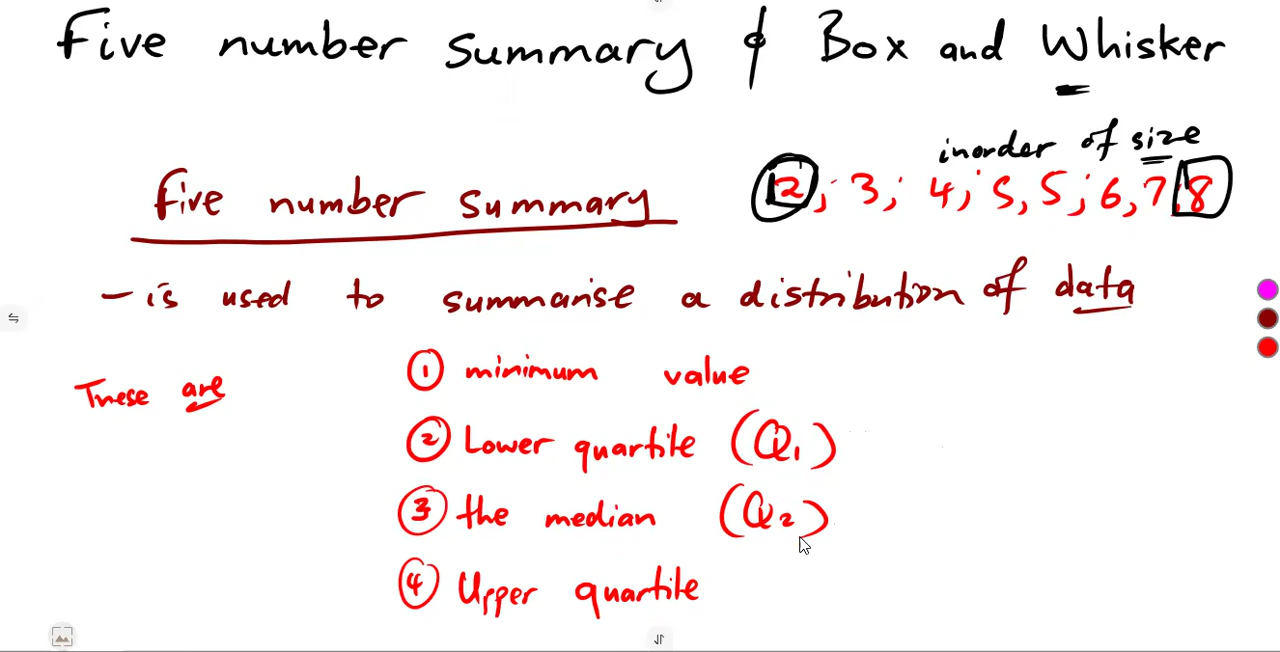 Five number summary & Box and Whisker
inorder of size
2; 3; 4; 5, 5; 6, 7; 8
five number summary
- is used to summarise a distribution of data
These are
① minimum value
② Lower quartile (Q₁)
③ the median (Q₂)
④ Upper quartile